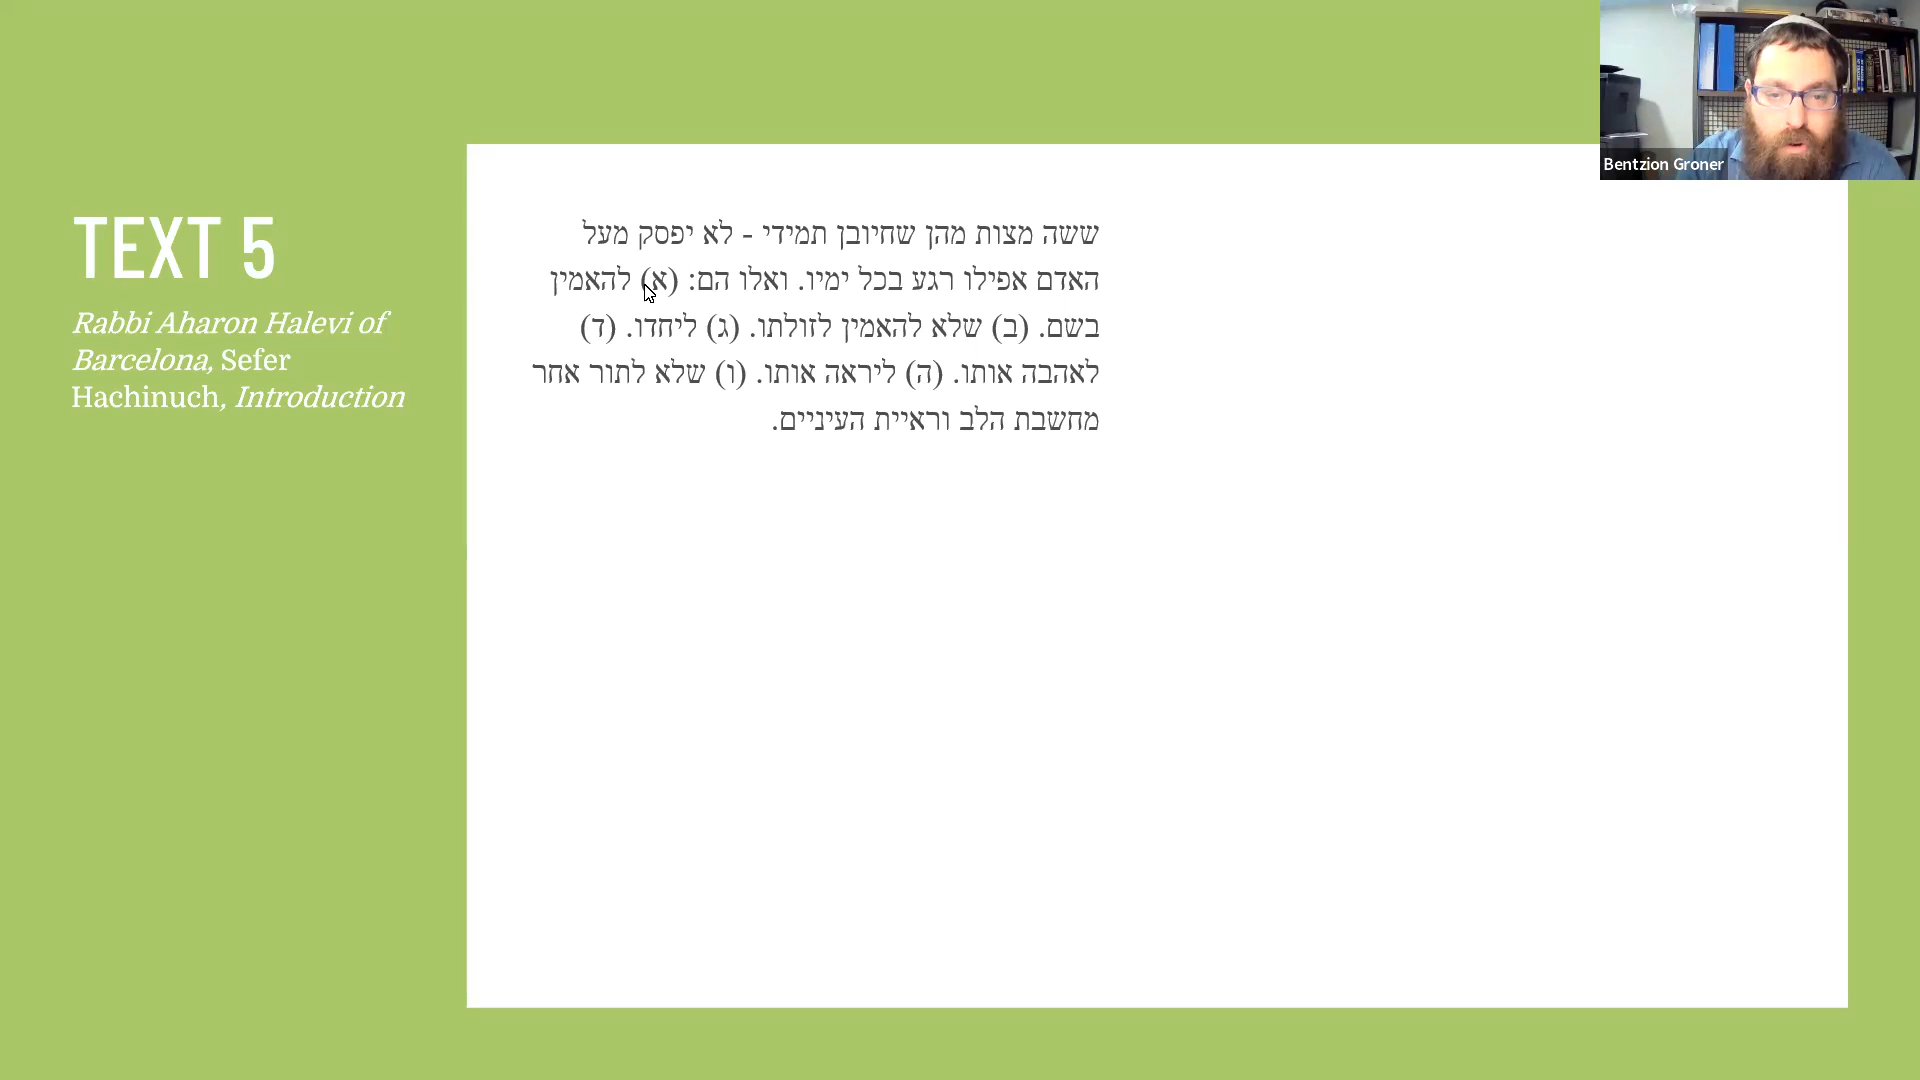 TEXT 5
Rabbi Aharon Halevi of
Barcelona, Sefer
Hachinuch, Introduction
ששה מצות מהן שחיובן תמידי - לא יפסק מעל
האדם אפילו רגע בכל ימיו. ואלו הם: (א) להאמין
בשם. (ב) שלא להאמין לזולתו. (ג) ליחדו. (ד)
לאהבה אותו. (ה) ליראה אותו. (ו) שלא לתור אחר
מחשבת הלב וראיית העיניים.
Bentzion Groner